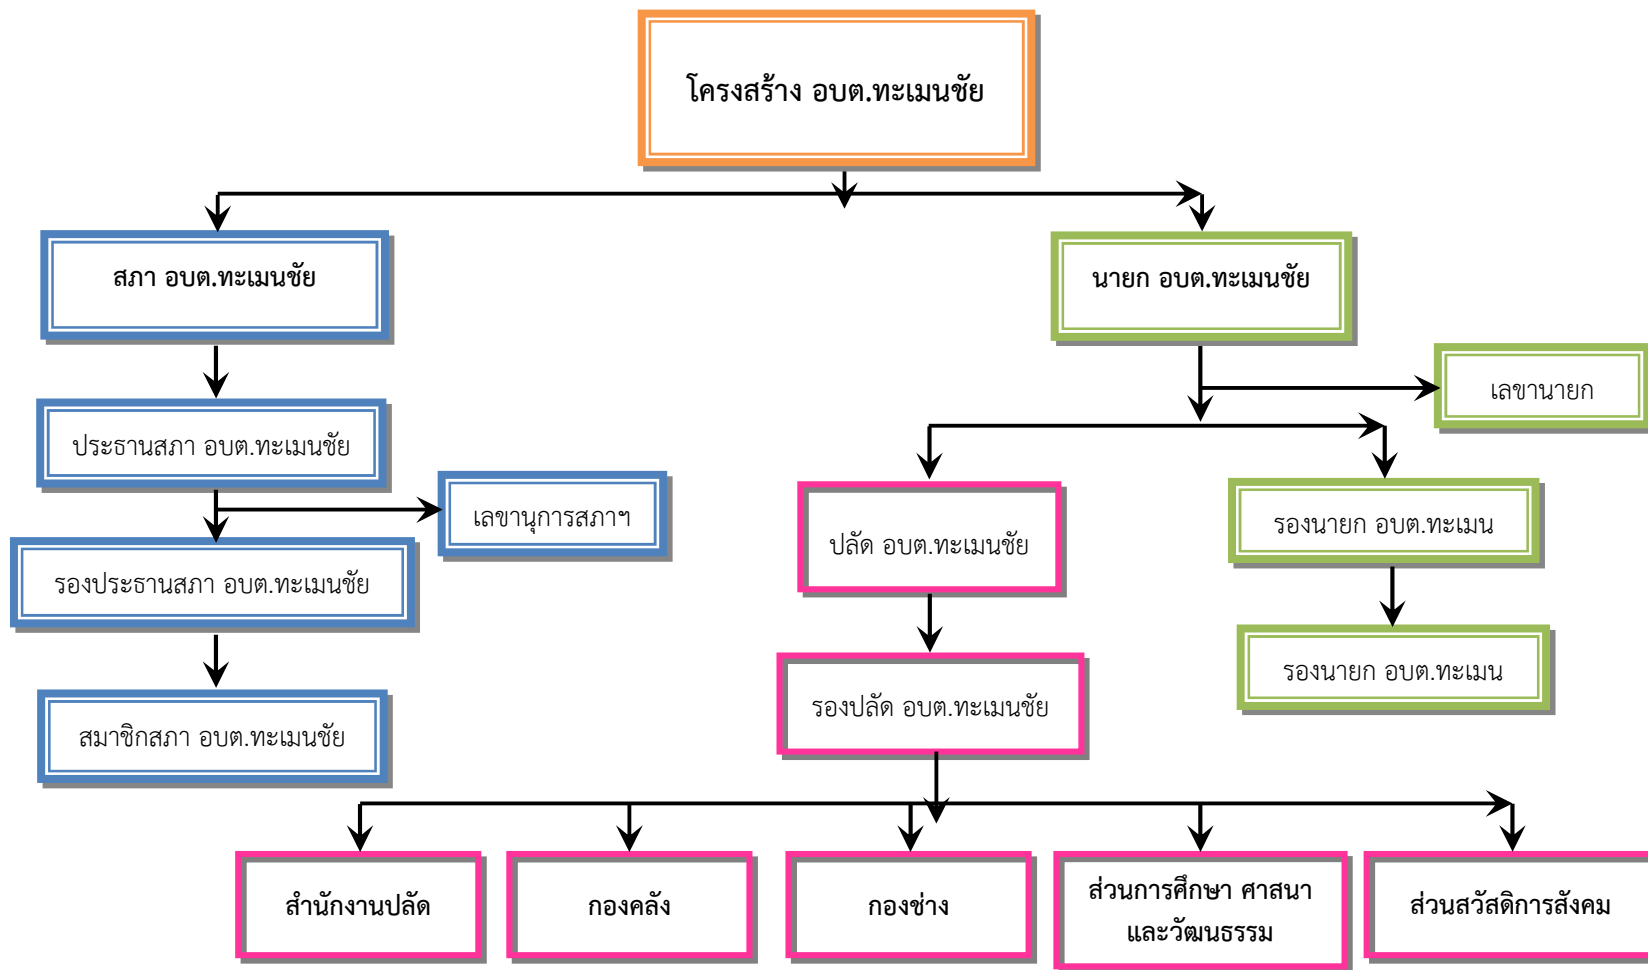 โครงสร้าง อบต.ทะเมนชัย
สภา อบต.ทะเมนชัย
นายก อบต.ทะเมนชัย
เลขานายก
ประธานสภา อบต.ทะเมนชัย
เลขานุการสภาฯ
รองนายก อบต.ทะเมน
ปลัด อบต.ทะเมนชัย
รองประธานสภา อบต.ทะเมนชัย
รองนายก อบต.ทะเมน
รองปลัด อบต.ทะเมนชัย
สมาชิกสภา อบต.ทะเมนชัย
สำนักงานปลัด
กองคลัง
กองช่าง
ส่วนการศึกษา ศาสนา
และวัฒนธรรม
ส่วนสวัสดิการสังคม